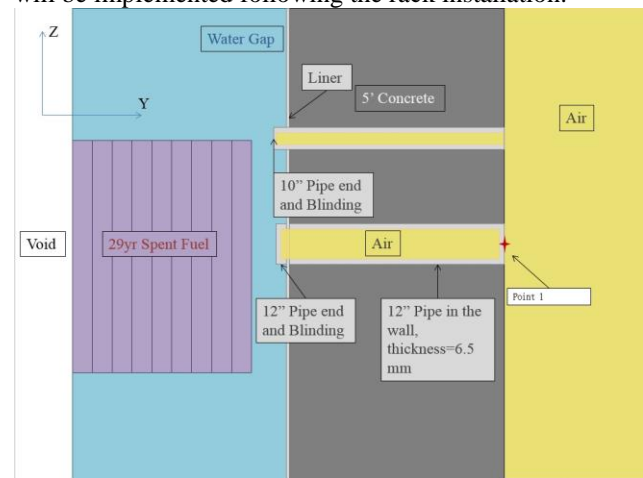 will be implemented following the rack installation.
Z
Water Gap
Liner
Y
5’ Concrete
Air
10” Pipe end
and Blinding
Void
29yr Spent Fuel
Air
Point 1
12” Pipe end
and Blinding
12” Pipe in the
wall,
thickness=6.5
mm